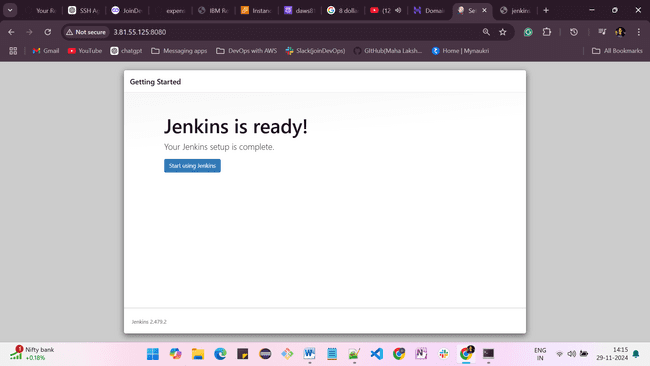 Your R
SSH A
JoinDe
expens
IBM R
Instan
daws8
8 dolla
(12
Domai
Se
jenkin
Not secure
3.81.55.125:8080
Gmail
YouTube
chatgpt
Messaging apps
DevOps with AWS
Slack(joinDevOps)
GitHub(Maha Laksh...
Home | Mynaukri
All Bookmarks
Getting Started
Jenkins is ready!
Your Jenkins setup is complete.
Start using Jenkins
Jenkins 2.479.2
Nifty bank
+0.18%
ENG
IN
14:15
29-11-2024